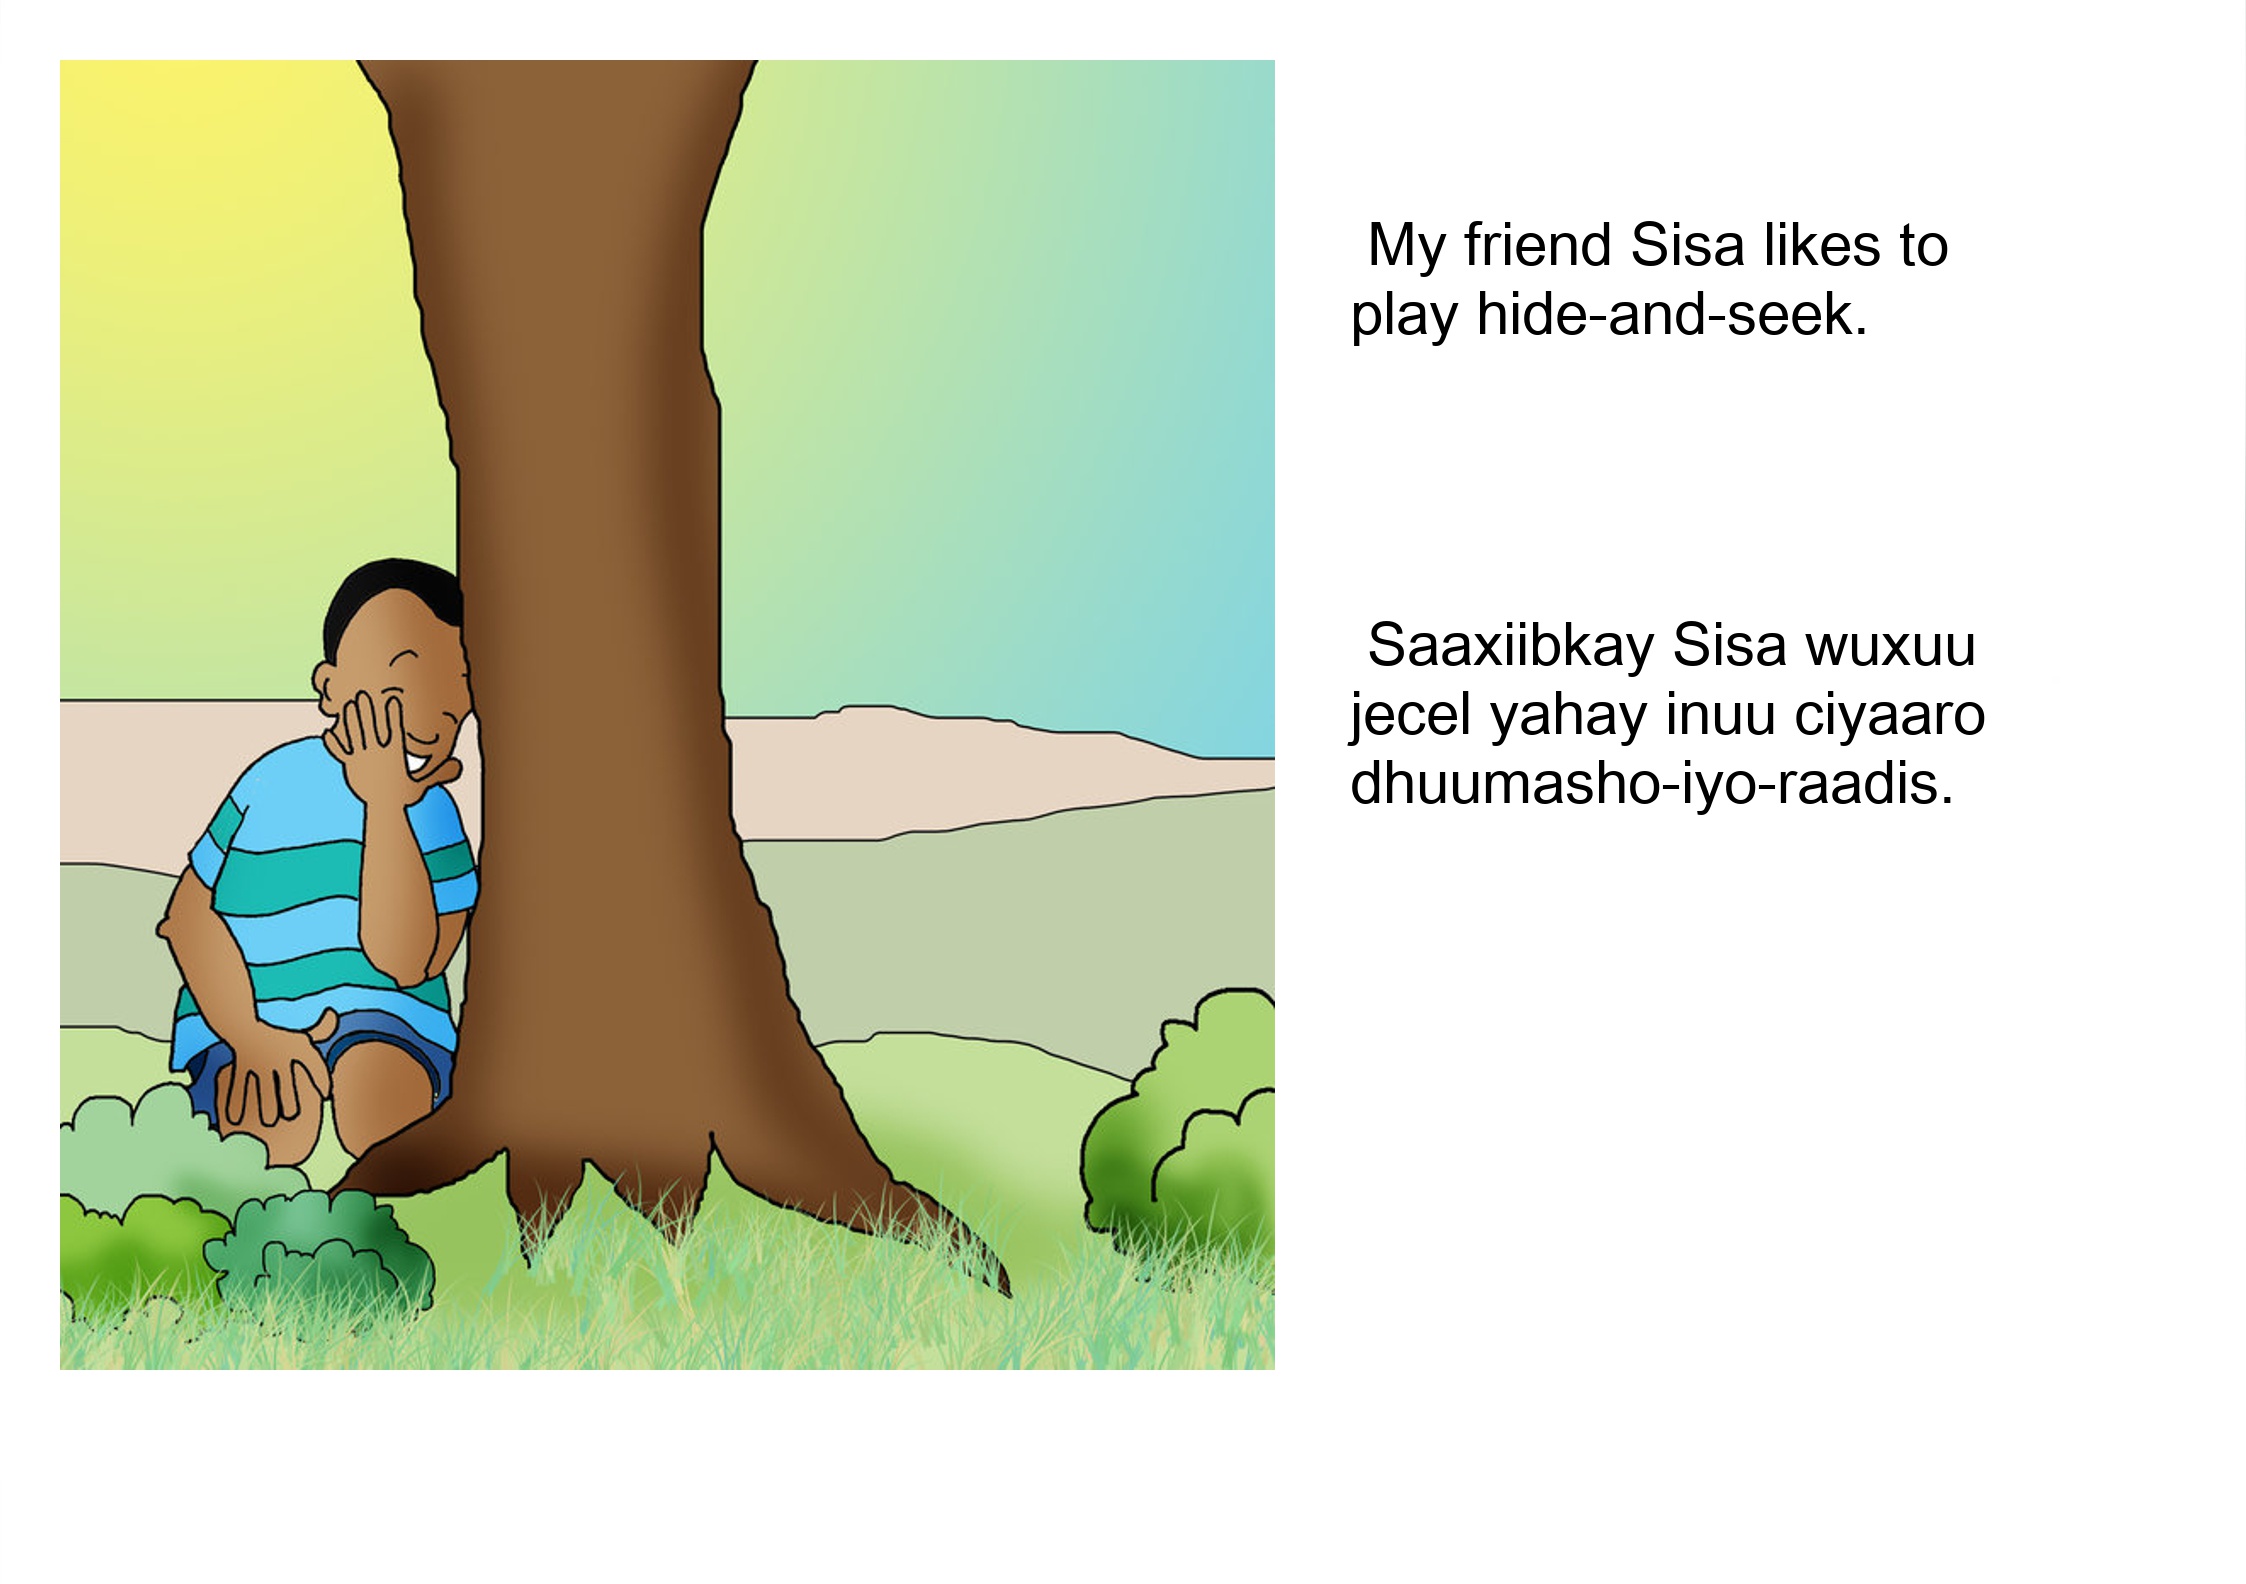 My friend Sisa likes to
play hide-and-seek.
Saaxiibkay Sisa wuxuu
jecel yahay inuu ciyaaro
dhuumasho-iyo-raadis.